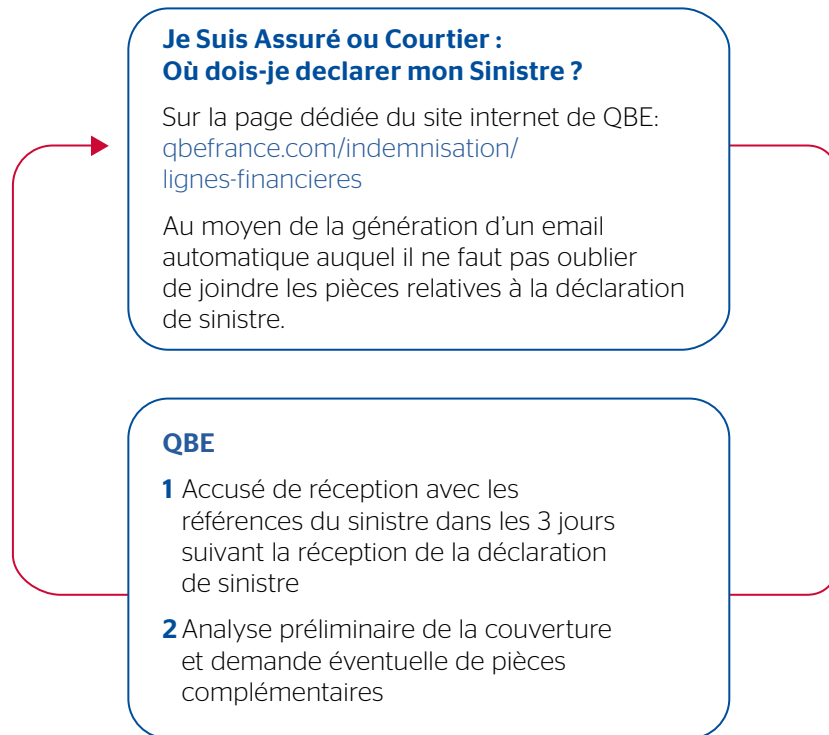 Je Suis Assuré ou Courtier :
Où dois-je declarer mon Sinistre ?
Sur la page dédiée du site internet de QBE:
qbefrance.com/indemnisation/
lignes-financieres
Au moyen de la génération d’un email
automatique auquel il ne faut pas oublier
de joindre les pièces relatives à la déclaration
de sinistre.
QBE
1 Accusé de réception avec les
références du sinistre dans les 3 jours
suivant la réception de la déclaration
de sinistre
2 Analyse préliminaire de la couverture
et demande éventuelle de pièces
complémentaires